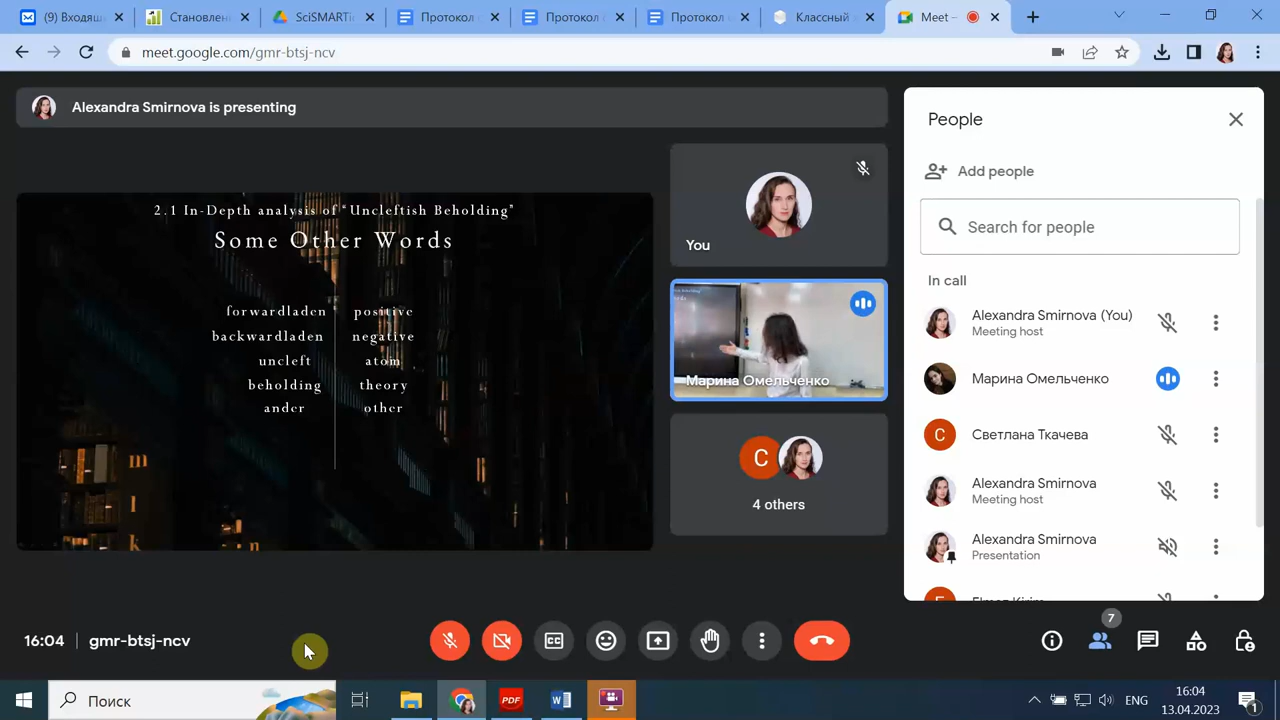 (9) Входящ
Становлен
SciSMARTi
Протокол с
Протокол с
Протокол и
Классный
Meet –
meet.google.com/gmr-btsj-ncv
Alexandra Smirnova is presenting
2.1 In-Depth analysis of “Uncleftish Beholding”
Some Other Words
forwardladen positive
backwardladen negative
uncleft atom
beholding theory
ander other
m
l
k
n
You
Марина Омельченко
C
4 others
People
Add people
Search for people
In call
Alexandra Smirnova (You)
Meeting host
Марина Омельченко
C
Светлана Ткачева
Alexandra Smirnova
Meeting host
Alexandra Smirnova
Presentation
16:04 gmr-btsj-ncv
7
Поиск
PDF
ENG
16:04
13.04.2023
1